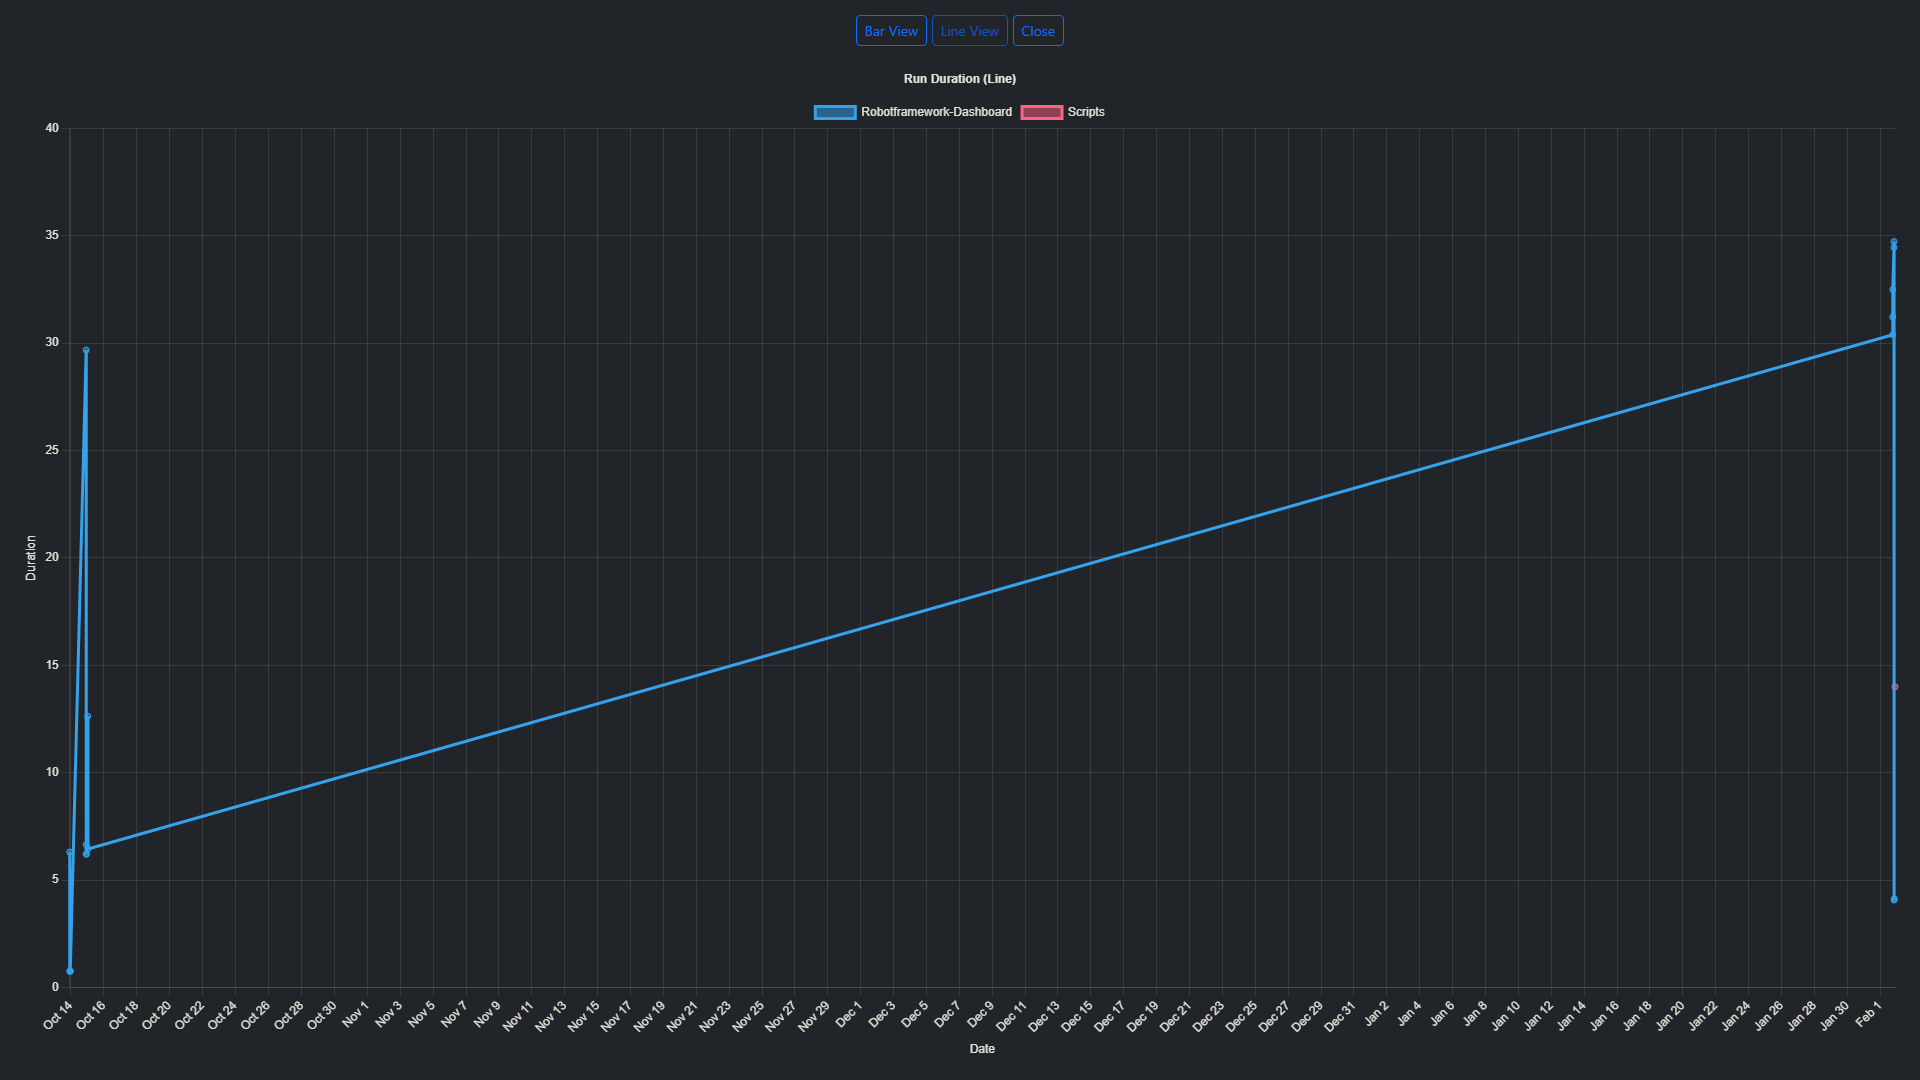 Bar View Line View Close
Run Duration (Line)
Robotframework-Dashboard Scripts
40
35
30
25
20
15
10
5
0
Duration
Oct 14 Oct 16 Oct 18 Oct 20 Oct 22 Oct 24 Oct 26 Oct 28 Oct 30 Nov 1 Nov 3 Nov 5 Nov 7 Nov 9 Nov 11 Nov 13 Nov 15 Nov 17 Nov 19 Nov 21 Nov 23 Nov 25 Nov 27 Nov 29 Dec 1 Dec 3 Dec 5 Dec 7 Dec 9 Dec 11 Dec 13 Dec 15 Dec 17 Dec 19 Dec 21 Dec 23 Dec 25 Dec 27 Dec 29 Dec 31 Jan 2 Jan 4 Jan 6 Jan 8 Jan 10 Jan 12 Jan 14 Jan 16 Jan 18 Jan 20 Jan 22 Jan 24 Jan 26 Jan 28 Jan 30 Feb 1
Date